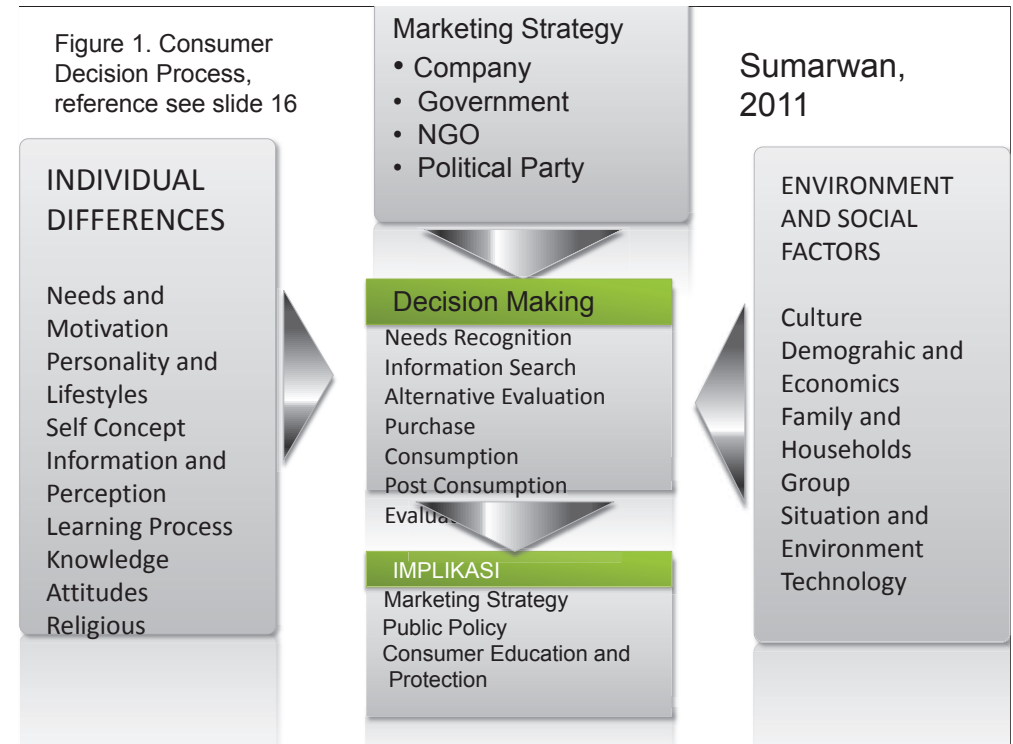 Figure 1. Consumer
Decision Process,
reference see slide 16
Marketing Strategy
• Company
• Government
• NGO
• Political Party
Sumarwan,
2011
INDIVIDUAL
DIFFERENCES
Needs and
Motivation
Personality and
Lifestyles
Self Concept
Information and
Perception
Learning Process
Knowledge
Attitudes
Religious
Decision Making
Needs Recognition
Information Search
Alternative Evaluation
Purchase
Consumption
Post Consumption
ENVIRONMENT
AND SOCIAL
FACTORS
Culture
Demograhic and
Economics
Family and
Households
Group
Situation and
Environment
Technology
IMPLIKASI
Marketing Strategy
Public Policy
Consumer Education and
Protection